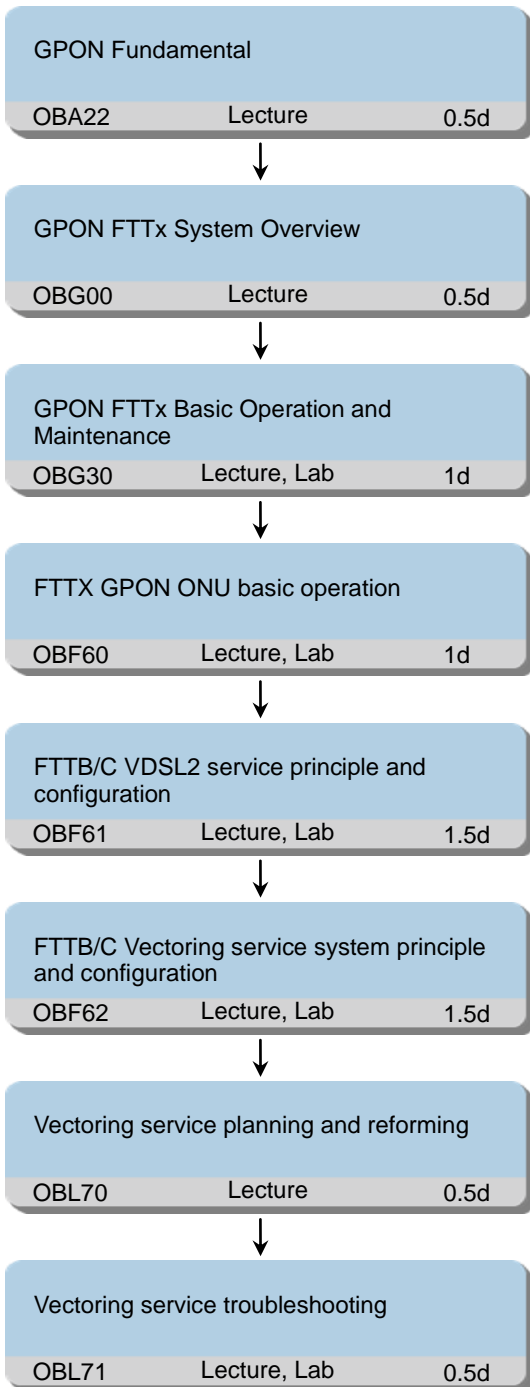 GPON Fundamental
OBA22 Lecture 0.5d
GPON FTTx System Overview
OBG00 Lecture 0.5d
GPON FTTx Basic Operation and
Maintenance
OBG30 Lecture, Lab 1d
FTTX GPON ONU basic operation
OBF60 Lecture, Lab 1d
FTTB/C VDSL2 service principle and
configuration
OBF61 Lecture, Lab 1.5d
FTTB/C Vectoring service system principle
and configuration
OBF62 Lecture, Lab 1.5d
Vectoring service planning and reforming
OBL70 Lecture 0.5d
Vectoring service troubleshooting
OBL71 Lecture, Lab 0.5d